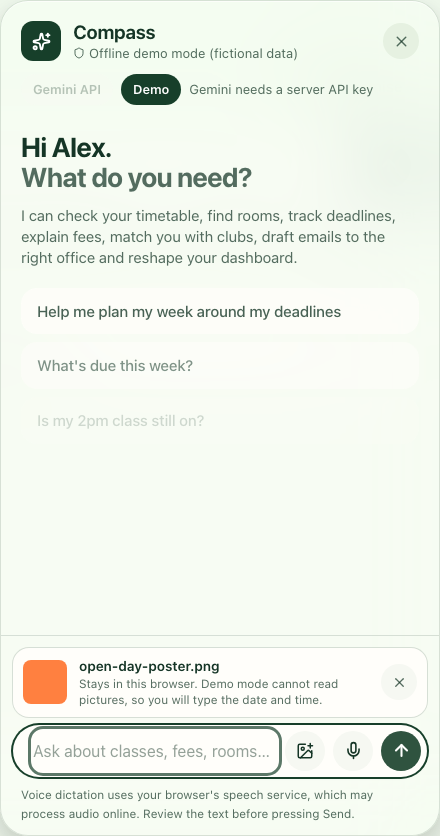 Compass
Offline demo mode (fictional data)
Gemini API
Demo
Gemini needs a server API key
Hi Alex.
What do you need?
I can check your timetable, find rooms, track deadlines,
explain fees, match you with clubs, draft emails to the
right office and reshape your dashboard.
Help me plan my week around my deadlines
What's due this week?
Is my 2pm class still on?
open-day-poster.png
Stays in this browser. Demo mode cannot read
pictures, so you will type the date and time.
Ask about classes, fees, rooms...
Voice dictation uses your browser's speech service, which may
process audio online. Review the text before pressing Send.